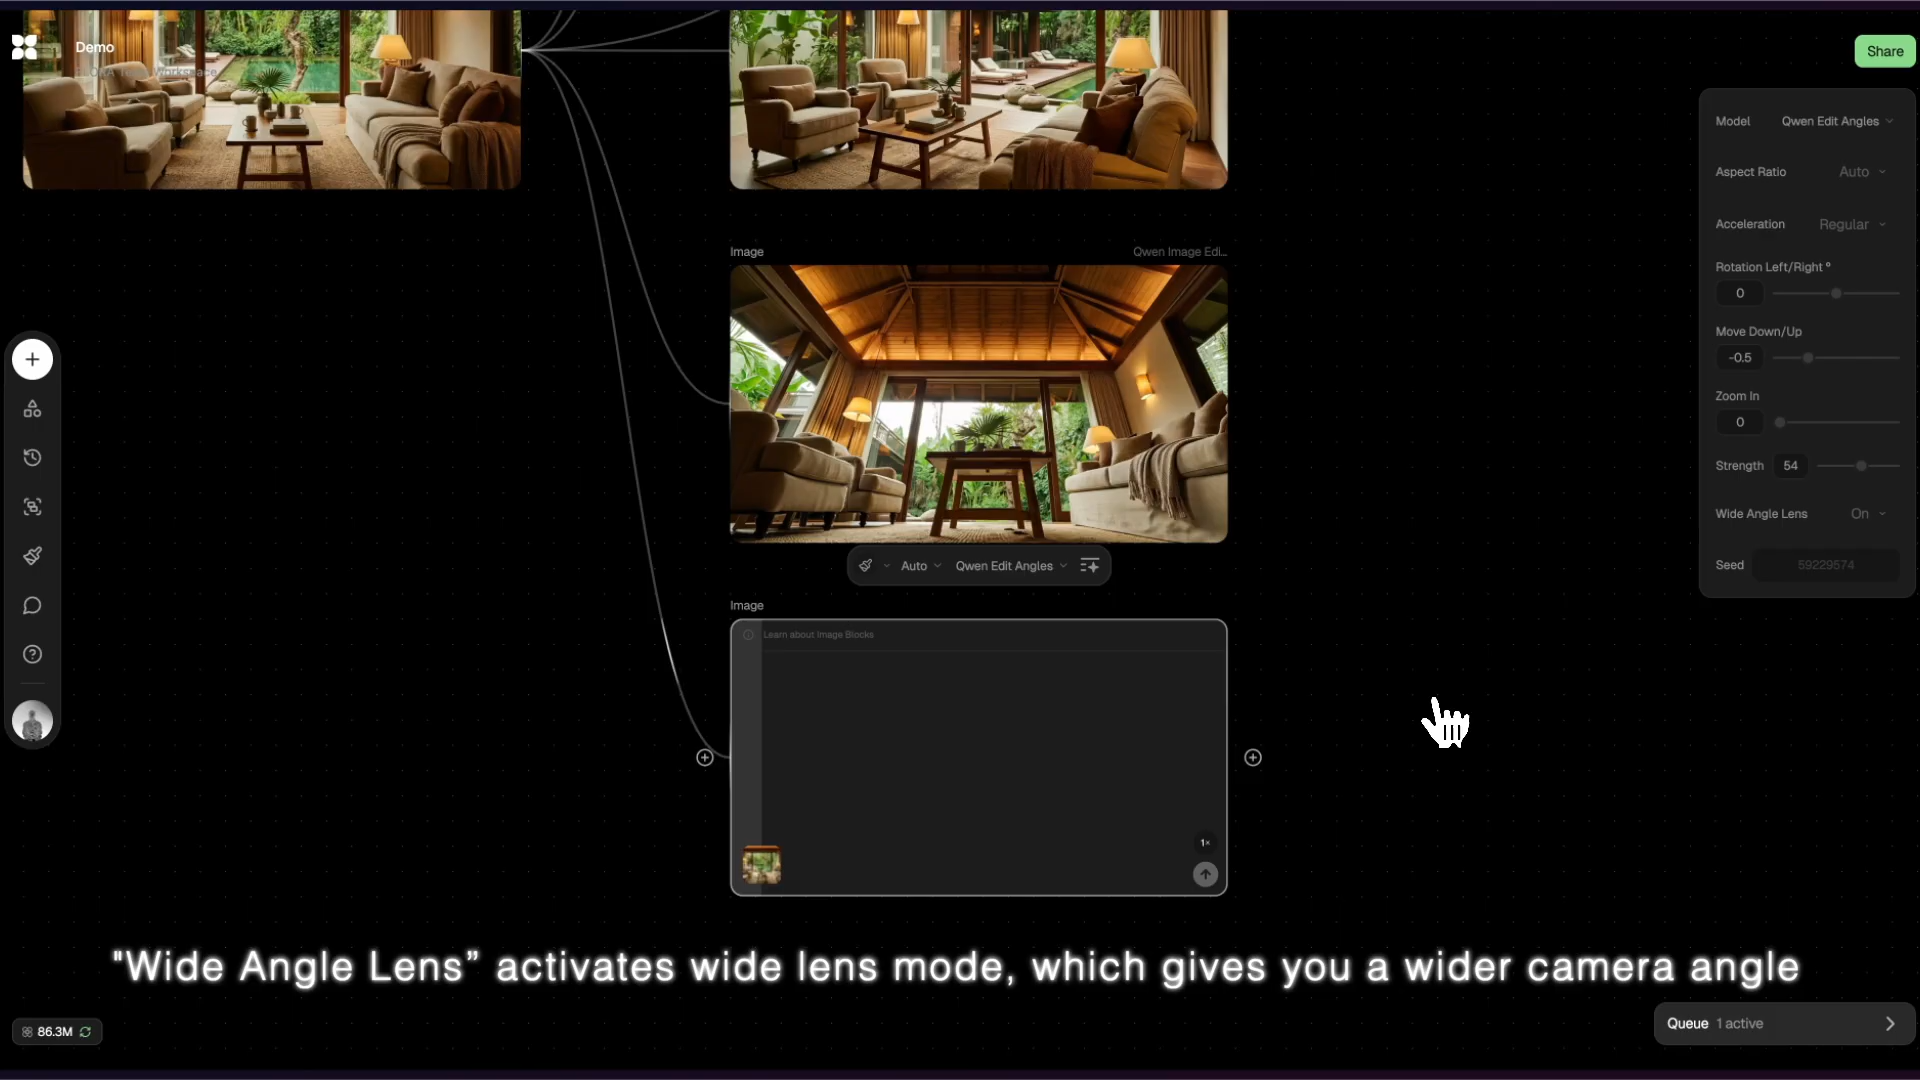 Demo
Workspace
Share
Model Qwen Edit Angles
Aspect Ratio Auto
Acceleration Regular
Rotation Left/Right °
0
Move Down/Up
-0.5
Zoom In
0
Strength 54
Wide Angle Lens On
Seed 59229574
Image Qwen Image Edi...
Auto Qwen Edit Angles
Image
Learn about Image Blocks
1×
"Wide Angle Lens” activates wide lens mode, which gives you a wider camera angle
86.3M
Queue 1 active